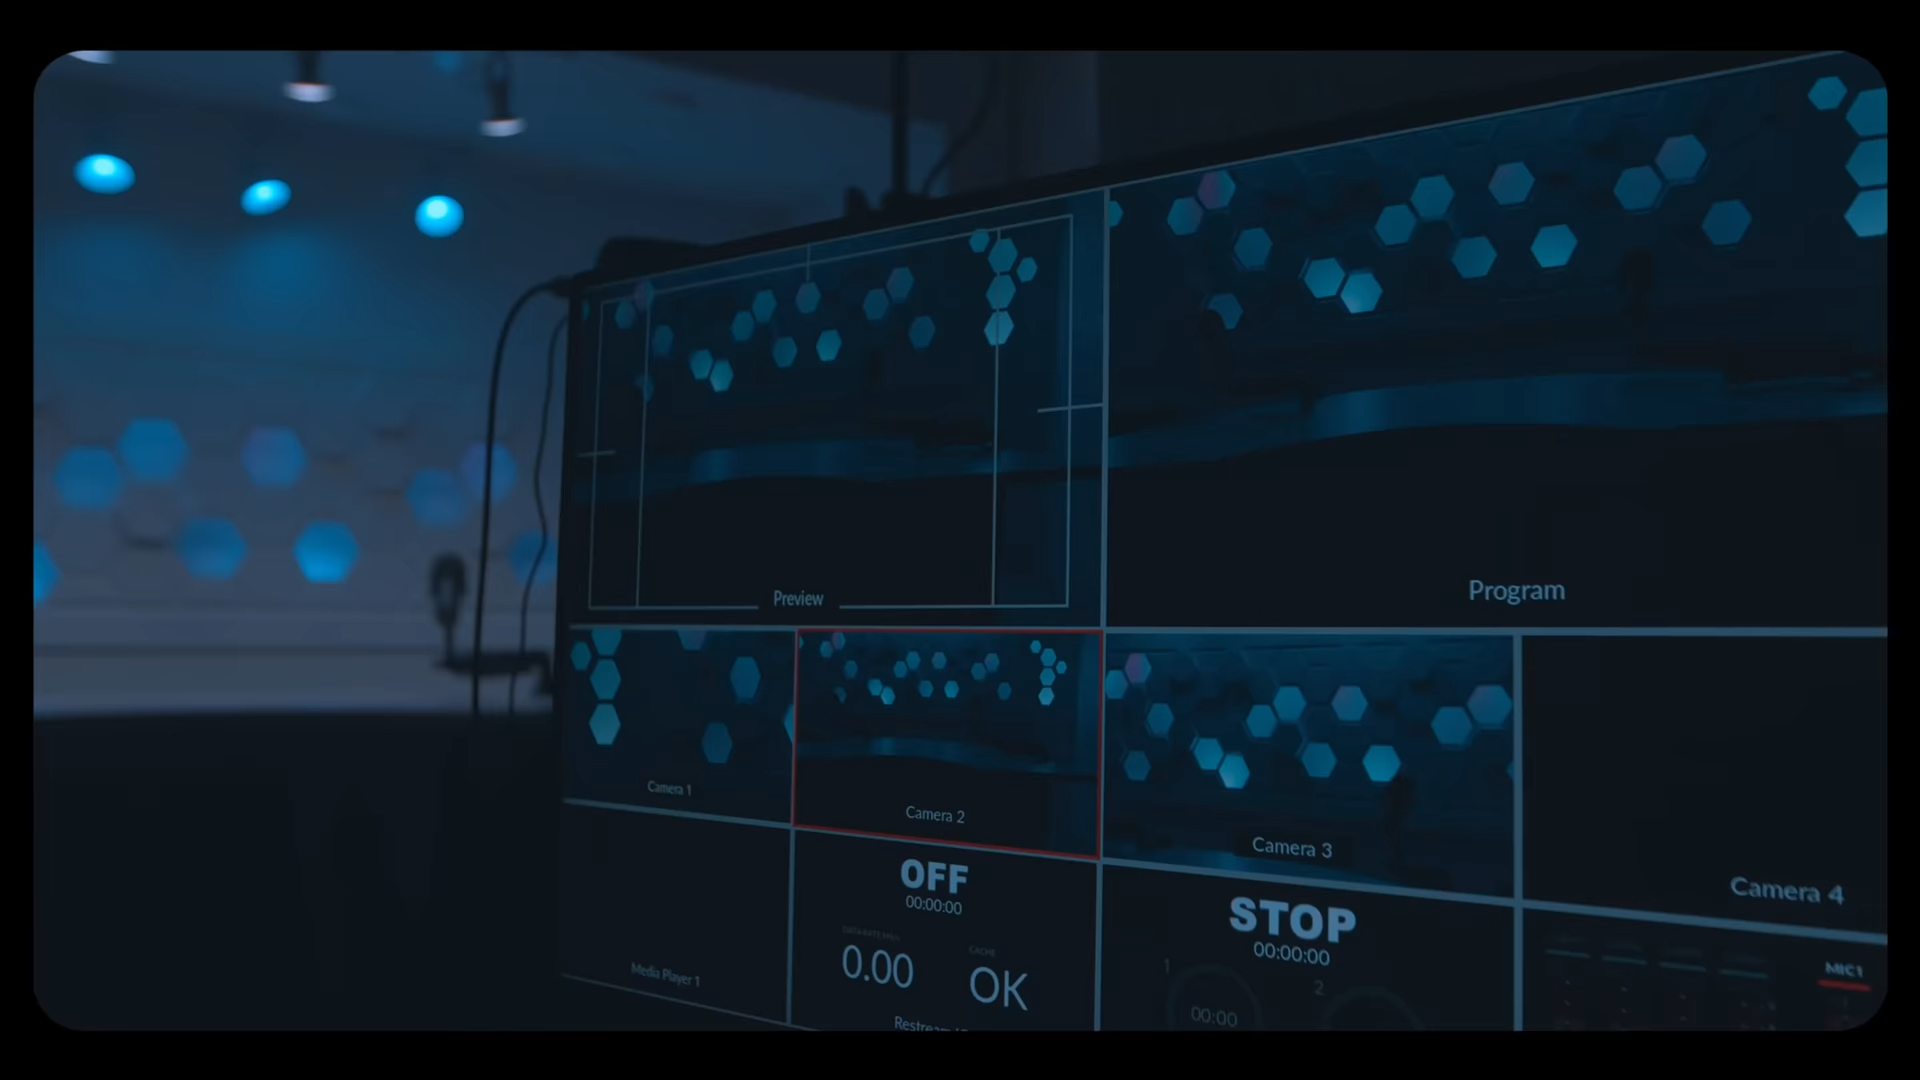 Preview
Program
Camera 1
Camera 2
Camera 3
Camera 4
Media Player 1
OFF
00:00:00
0.00
CACHE
OK
STOP
00:00:00
1
2
00:00
MIC1